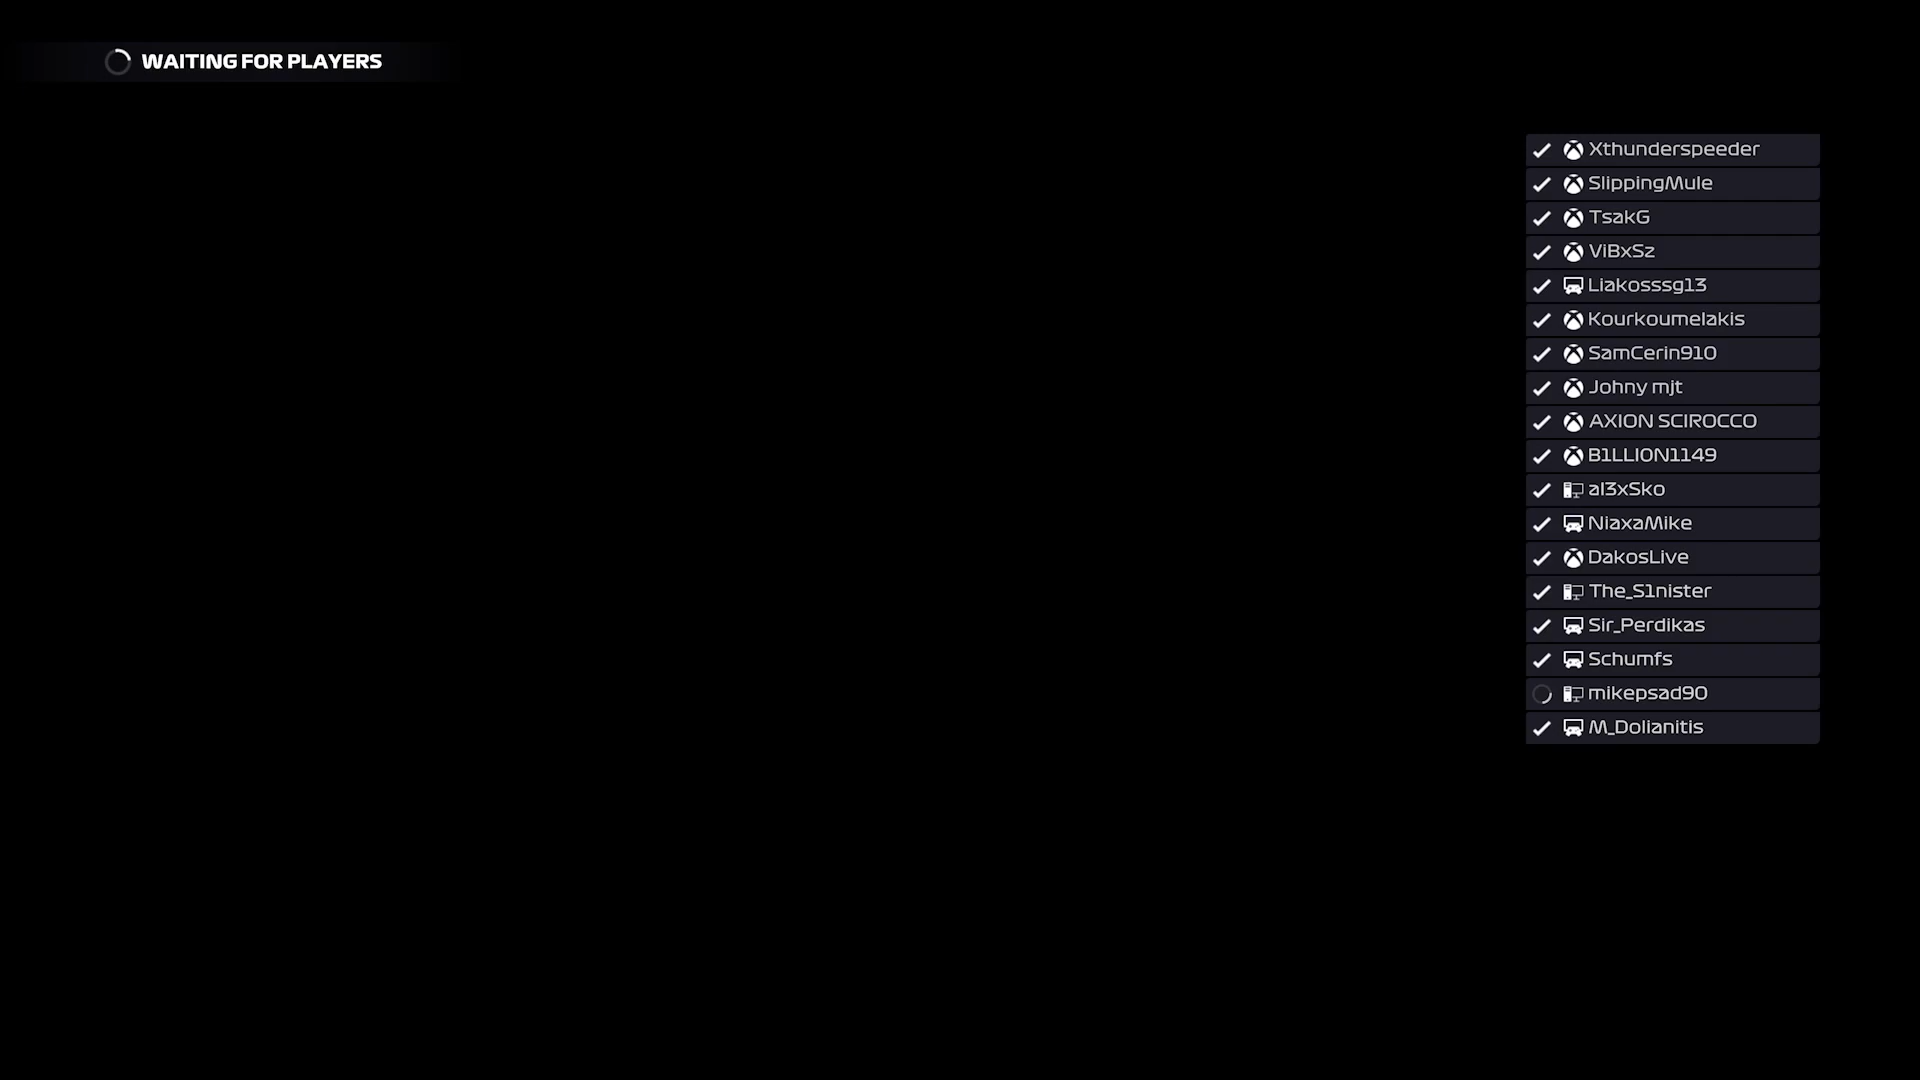 WAITING FOR PLAYERS
Xthunderspeeder
SlippingMule
TsakG
ViBxSz
Liakosssg13
Kourkoumelakis
SamCerin910
Johny mjt
AXION SCIROCCO
B1LLION1149
al3xSko
NiaxaMike
DakosLive
The_S1nister
Sir_Perdikas
Schumfs
mikepsad90
M_Dolianitis